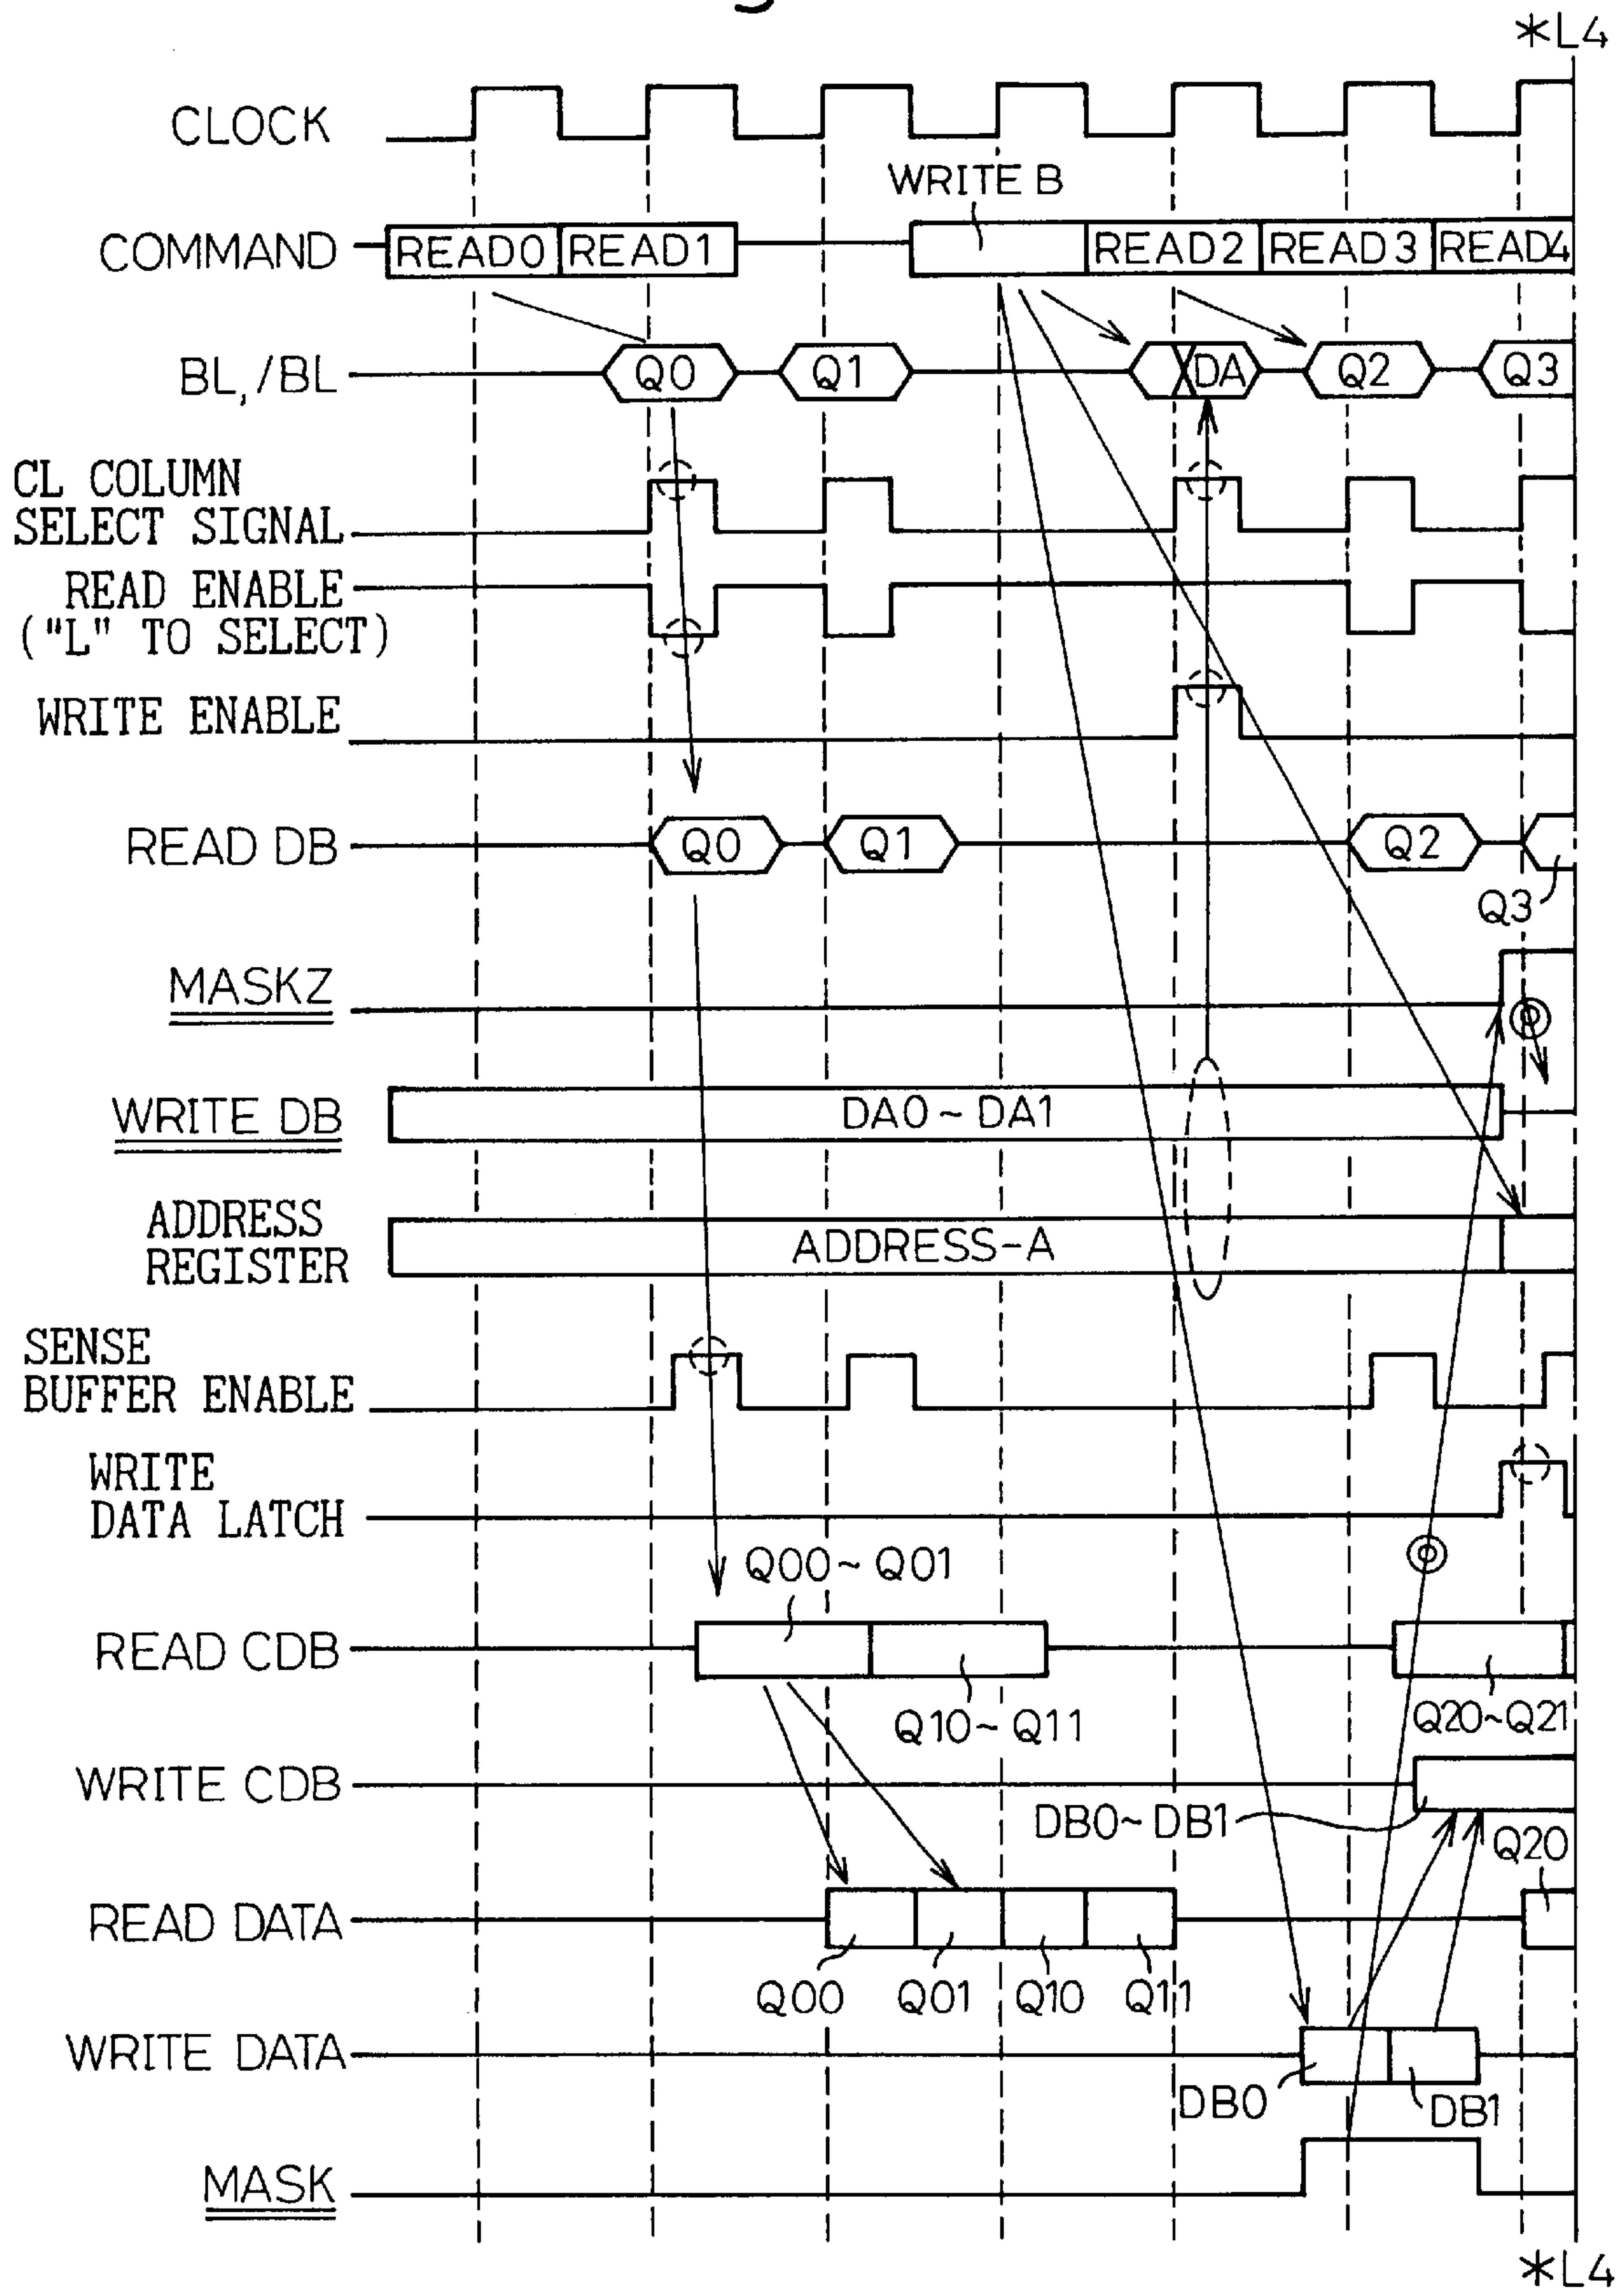 *L4
CLOCK
WRITE B
COMMAND READ0 READ1 READ2 READ3 READ4
BL,/BL Q0 Q1 DA Q2 Q3
CL COLUMN
SELECT SIGNAL
READ ENABLE
("L" TO SELECT)
WRITE ENABLE
READ DB Q0 Q1 Q2
Q3
MASKZ
WRITE DB DA0~DA1
ADDRESS
REGISTER ADDRESS-A
SENSE
BUFFER ENABLE
WRITE
DATA LATCH
Q00~Q01
READ CDB
Q10~Q11 Q20~Q21
WRITE CDB
DB0~DB1 Q20
READ DATA
Q00 Q01 Q10 Q11
WRITE DATA
DB0 DB1
MASK
*L4